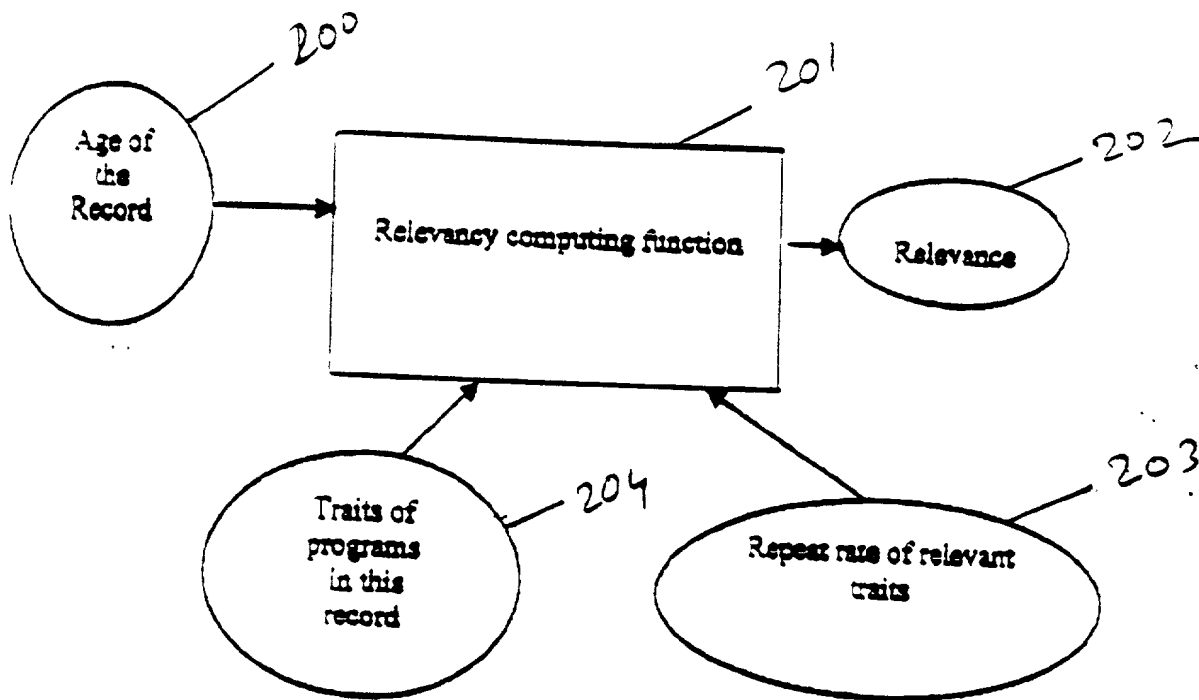 200
201
202
Age of
the
Record
Relevancy computing function
Relevance
204
203
Traits of
programs
in this
record
Repeat rate of relevant
traits